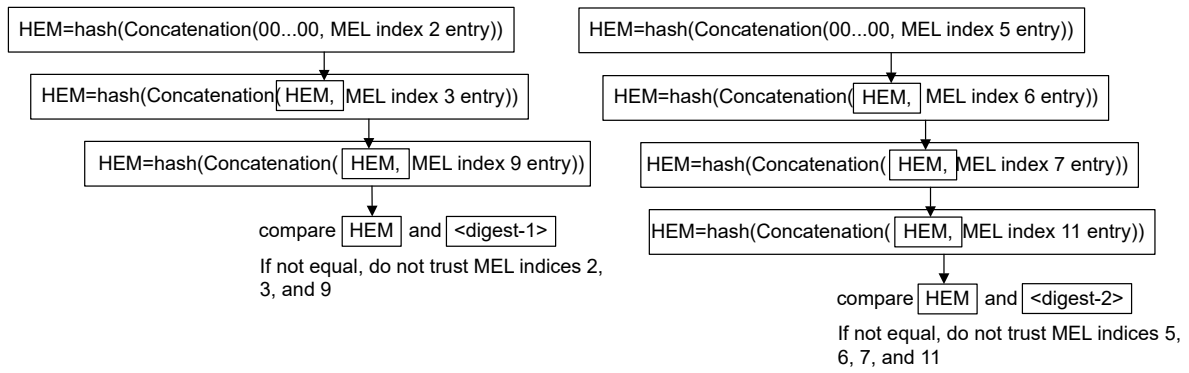 HEM=hash(Concatenation(00...00, MEL index 2 entry))
HEM=hash(Concatenation( HEM, MEL index 3 entry))
HEM=hash(Concatenation( HEM, MEL index 9 entry))
compare HEM and <digest-1>
If not equal, do not trust MEL indices 2,
3, and 9
HEM=hash(Concatenation(00...00, MEL index 5 entry))
HEM=hash(Concatenation( HEM, MEL index 6 entry))
HEM=hash(Concatenation( HEM, MEL index 7 entry))
HEM=hash(Concatenation( HEM, MEL index 11 entry))
compare HEM and <digest-2>
If not equal, do not trust MEL indices 5,
6, 7, and 11